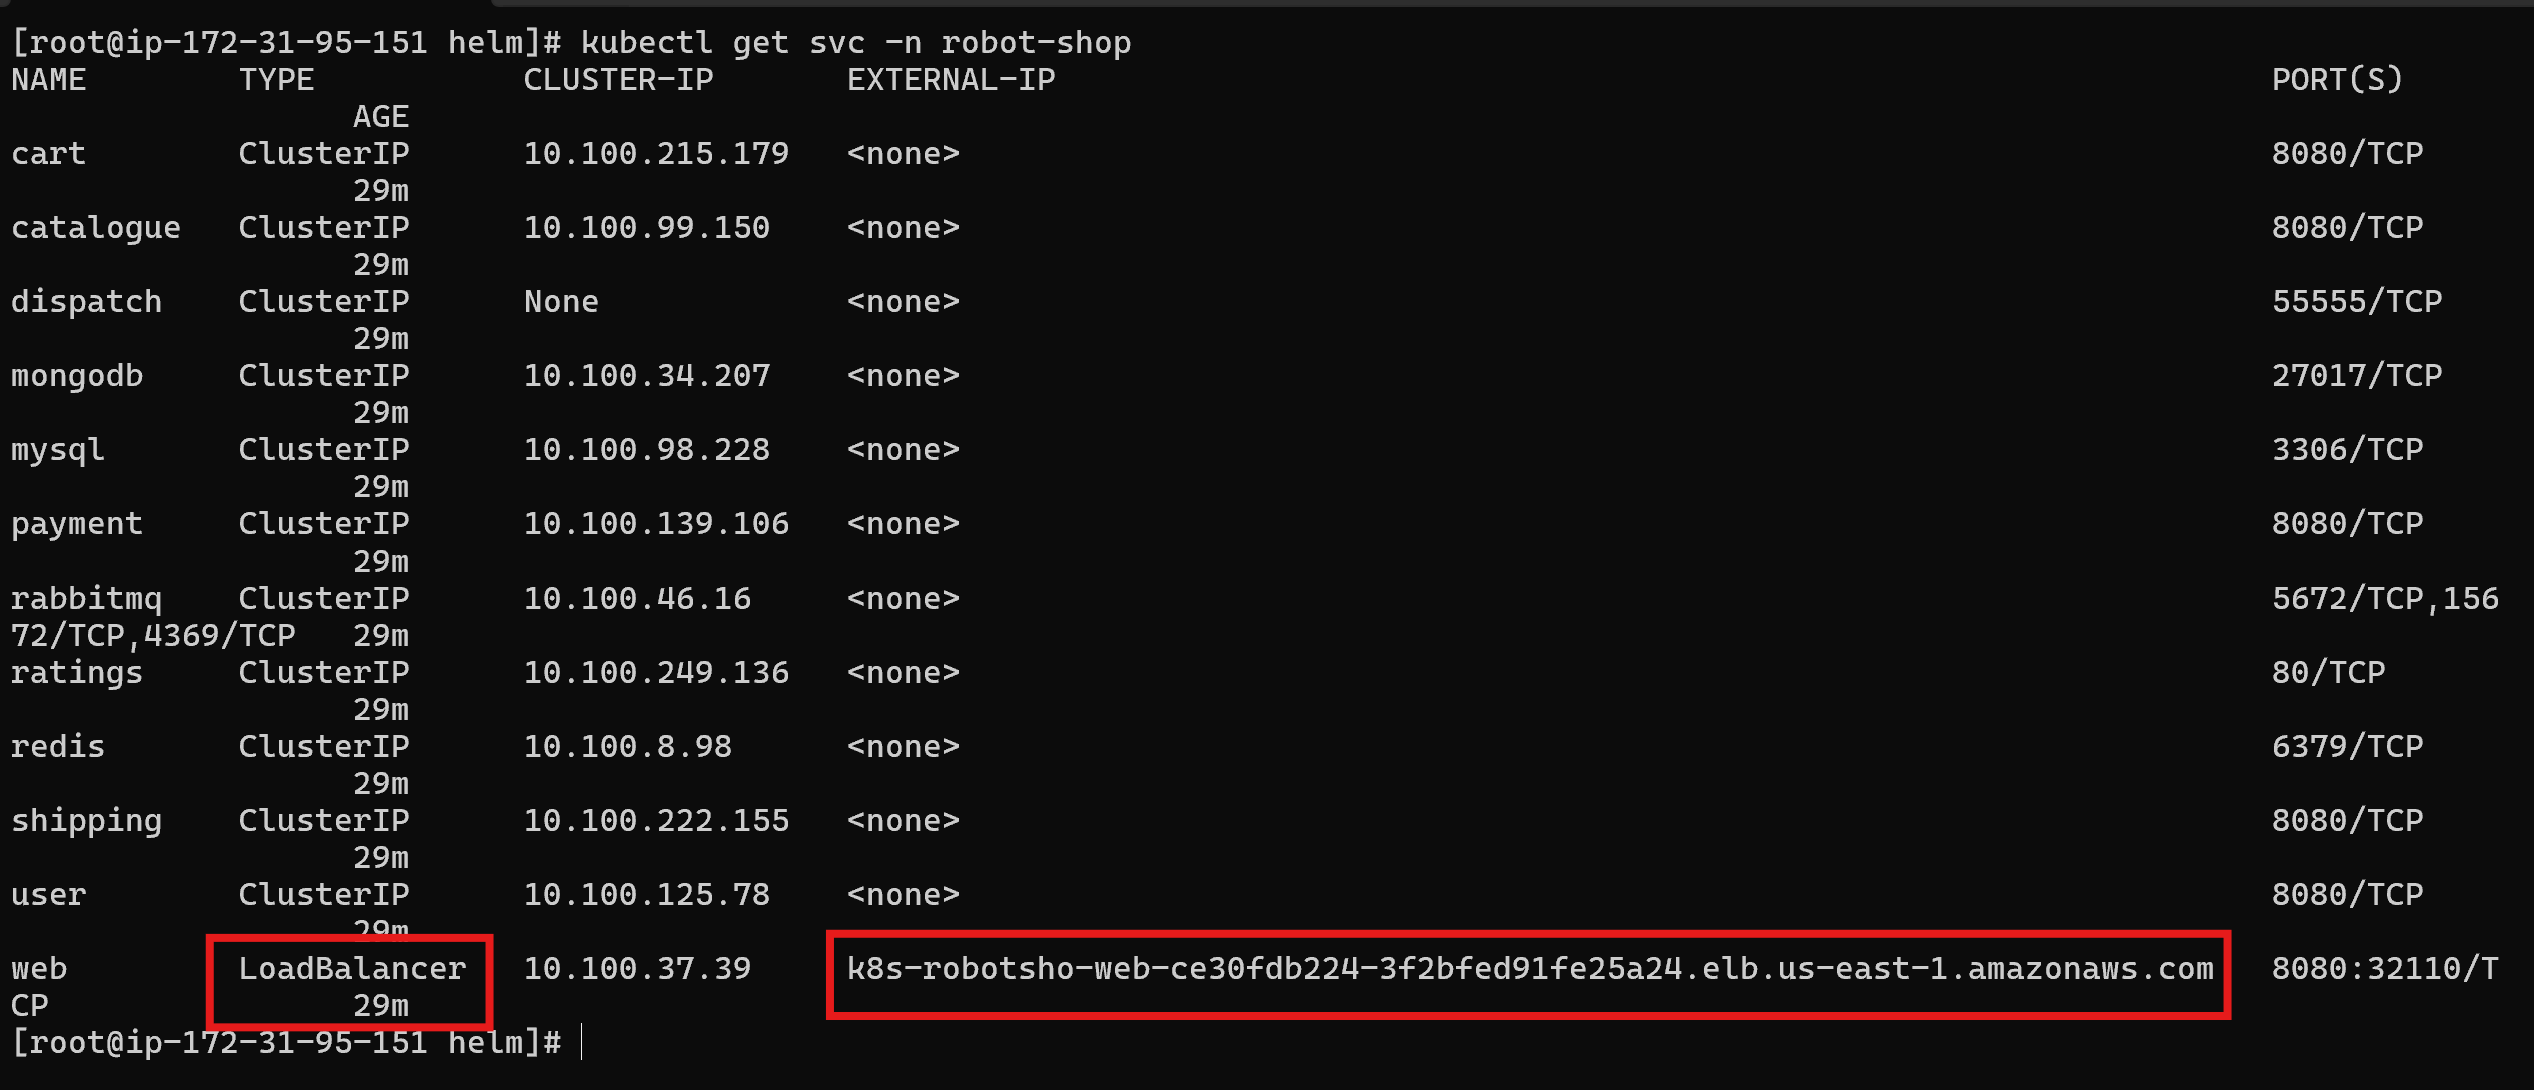 [root@ip-172-31-95-151 helm]# kubectl get svc -n robot-shop
NAME        TYPE           CLUSTER-IP       EXTERNAL-IP                                                                PORT(S)
                  AGE
cart        ClusterIP      10.100.215.179   <none>                                                                     8080/TCP
                  29m
catalogue   ClusterIP      10.100.99.150    <none>                                                                     8080/TCP
                  29m
dispatch    ClusterIP      None             <none>                                                                     55555/TCP
                  29m
mongodb     ClusterIP      10.100.34.207    <none>                                                                     27017/TCP
                  29m
mysql       ClusterIP      10.100.98.228    <none>                                                                     3306/TCP
                  29m
payment     ClusterIP      10.100.139.106   <none>                                                                     8080/TCP
                  29m
rabbitmq    ClusterIP      10.100.46.16     <none>                                                                     5672/TCP,156
72/TCP,4369/TCP   29m
ratings     ClusterIP      10.100.249.136   <none>                                                                     80/TCP
                  29m
redis       ClusterIP      10.100.8.98      <none>                                                                     6379/TCP
                  29m
shipping    ClusterIP      10.100.222.155   <none>                                                                     8080/TCP
                  29m
user        ClusterIP      10.100.125.78    <none>                                                                     8080/TCP
                  29m
web         LoadBalancer   10.100.37.39     k8s-robotsho-web-ce30fdb224-3f2bfed91fe25a24.elb.us-east-1.amazonaws.com   8080:32110/T
CP                29m
[root@ip-172-31-95-151 helm]#